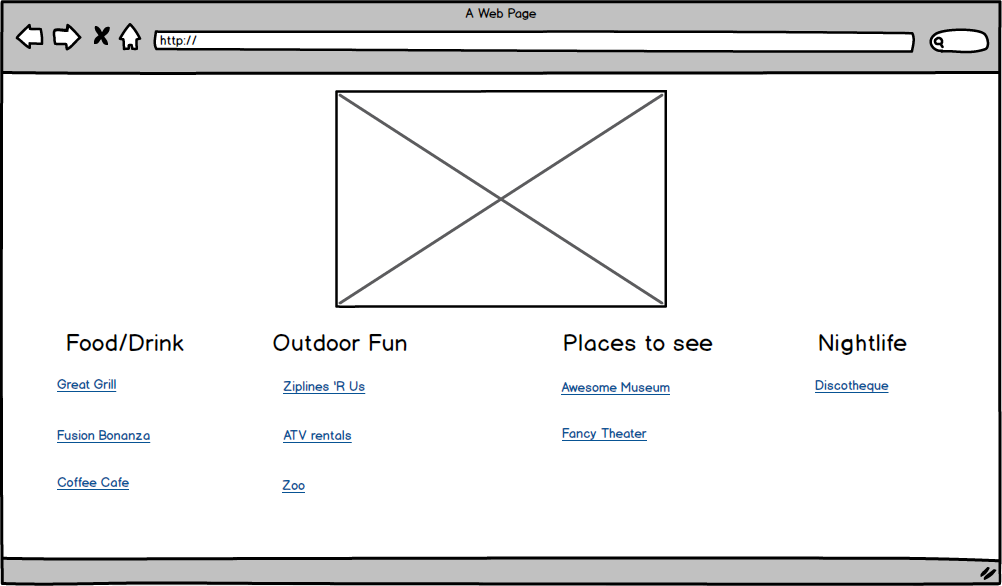 A Web Page
http://
Food/Drink
Great Grill
Fusion Bonanza
Coffee Cafe
Outdoor Fun
Ziplines 'R Us
ATV rentals
Zoo
Places to see
Awesome Museum
Fancy Theater
Nightlife
Discotheque